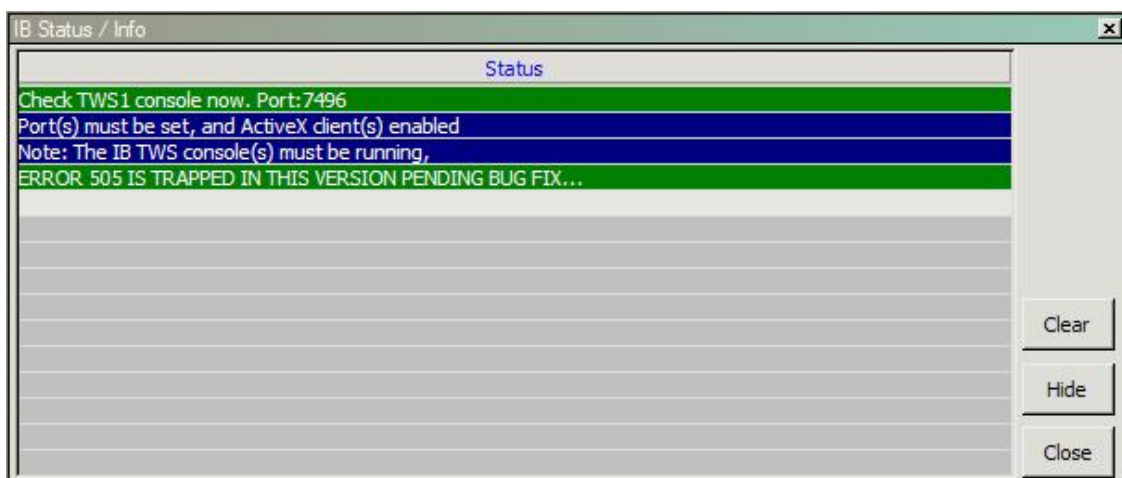 IB Status / Info
Status
Check TWS1 console now. Port:7496
Port(s) must be set, and ActiveX client(s) enabled
Note: The IB TWS console(s) must be running,
ERROR 505 IS TRAPPED IN THIS VERSION PENDING BUG FIX...
Clear
Hide
Close